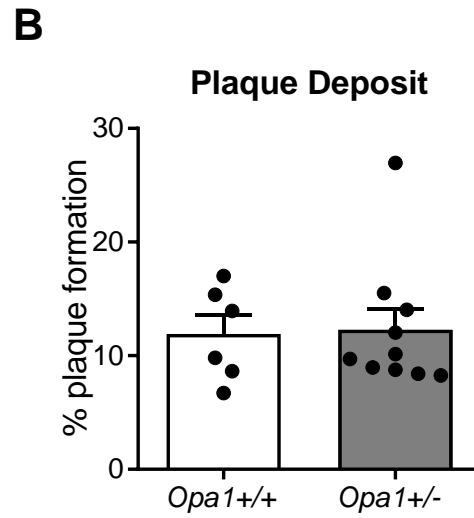 B
Plaque Deposit
% plaque formation
30
20
10
0
Opa1+/+ Opa1+/-